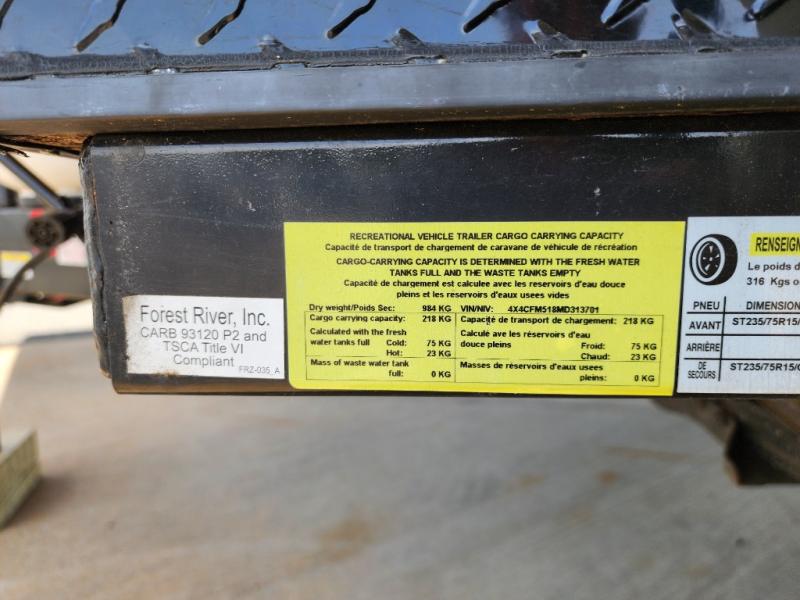 Forest River, Inc.
CARB 93120 P2 and
TSCA Title VI
Compliant
FRZ-035_A
RECREATIONAL VEHICLE TRAILER CARGO CARRYING CAPACITY
Capacité de transport de chargement de caravane de véhicule de récréation
CARGO-CARRYING CAPACITY IS DETERMINED WITH THE FRESH WATER
TANKS FULL AND THE WASTE TANKS EMPTY
Capacité de chargement est calculee avec les reservoirs d'eau douce
pleins et les reservoirs d'eaux usees vides
Dry weight/Poids Sec: 984 KG VIN/NIV: 4X4CFM518MD313701
Cargo carrying capacity: 218 KG Capacitié de transport de chargement: 218 KG
Calculated with the fresh Calculé ave les réservoirs d'eau
water tanks full Cold: 75 KG douce pleins Froid: 75 KG
Hot: 23 KG Chaud: 23 KG
Mass of waste water tank Masses de réservoirs d'eaux usees
full: 0 KG pleins: 0 KG
RENSEIGN
Le poids d
316 Kgs o
PNEU DIMENSION
AVANT ST235/75R15/
ARRIÈRE
DE SECOURS ST235/75R15/